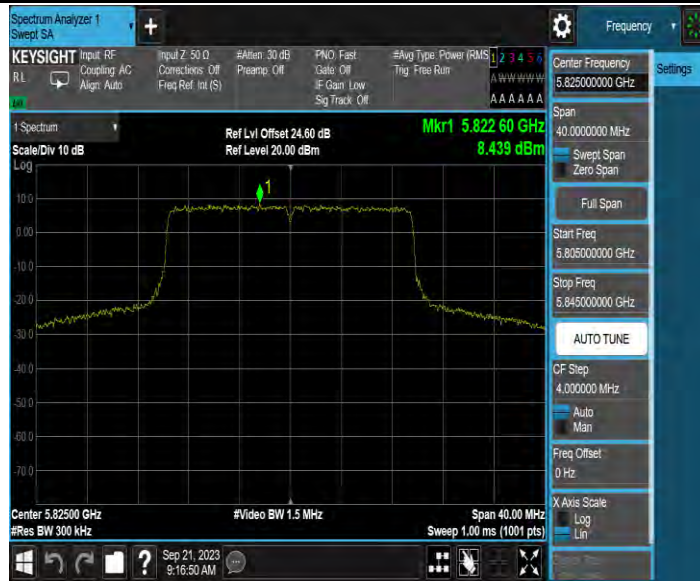 Spectrum Analyzer 1
Swept SA
+
Frequency
KEYSIGHT
RL
Input: RF
Coupling: AC
Align: Auto
Input Z: 50 Ω
Corrections: Off
Freq Ref: Int (S)
#Atten: 30 dB
Preamp: Off
PNO: Fast
Gate: Off
IF Gain: Low
Sig Track: Off
#Avg Type: Power (RMS)
Trig: Free Run
1 2 3 4 5 6
A W W W W W
A A A A A A
1 Spectrum
Scale/Div 10 dB
Log
Ref Lvl Offset 24.60 dB
Ref Level 20.00 dBm
Mkr1 5.822 60 GHz
8.439 dBm
1
10.0
0.00
-10.0
-20.0
-30.0
-40.0
-50.0
-60.0
-70.0
Center 5.82500 GHz
#Res BW 300 kHz
#Video BW 1.5 MHz
Span 40.00 MHz
Sweep 1.00 ms (1001 pts)
?
Sep 21, 2023
9:16:50 AM
Center Frequency
5.825000000 GHz
Settings
Span
40.0000000 MHz
Swept Span
Zero Span
Full Span
Start Freq
5.805000000 GHz
Stop Freq
5.845000000 GHz
AUTO TUNE
CF Step
4.000000 MHz
Auto
Man
Freq Offset
0 Hz
X Axis Scale
Log
Lin